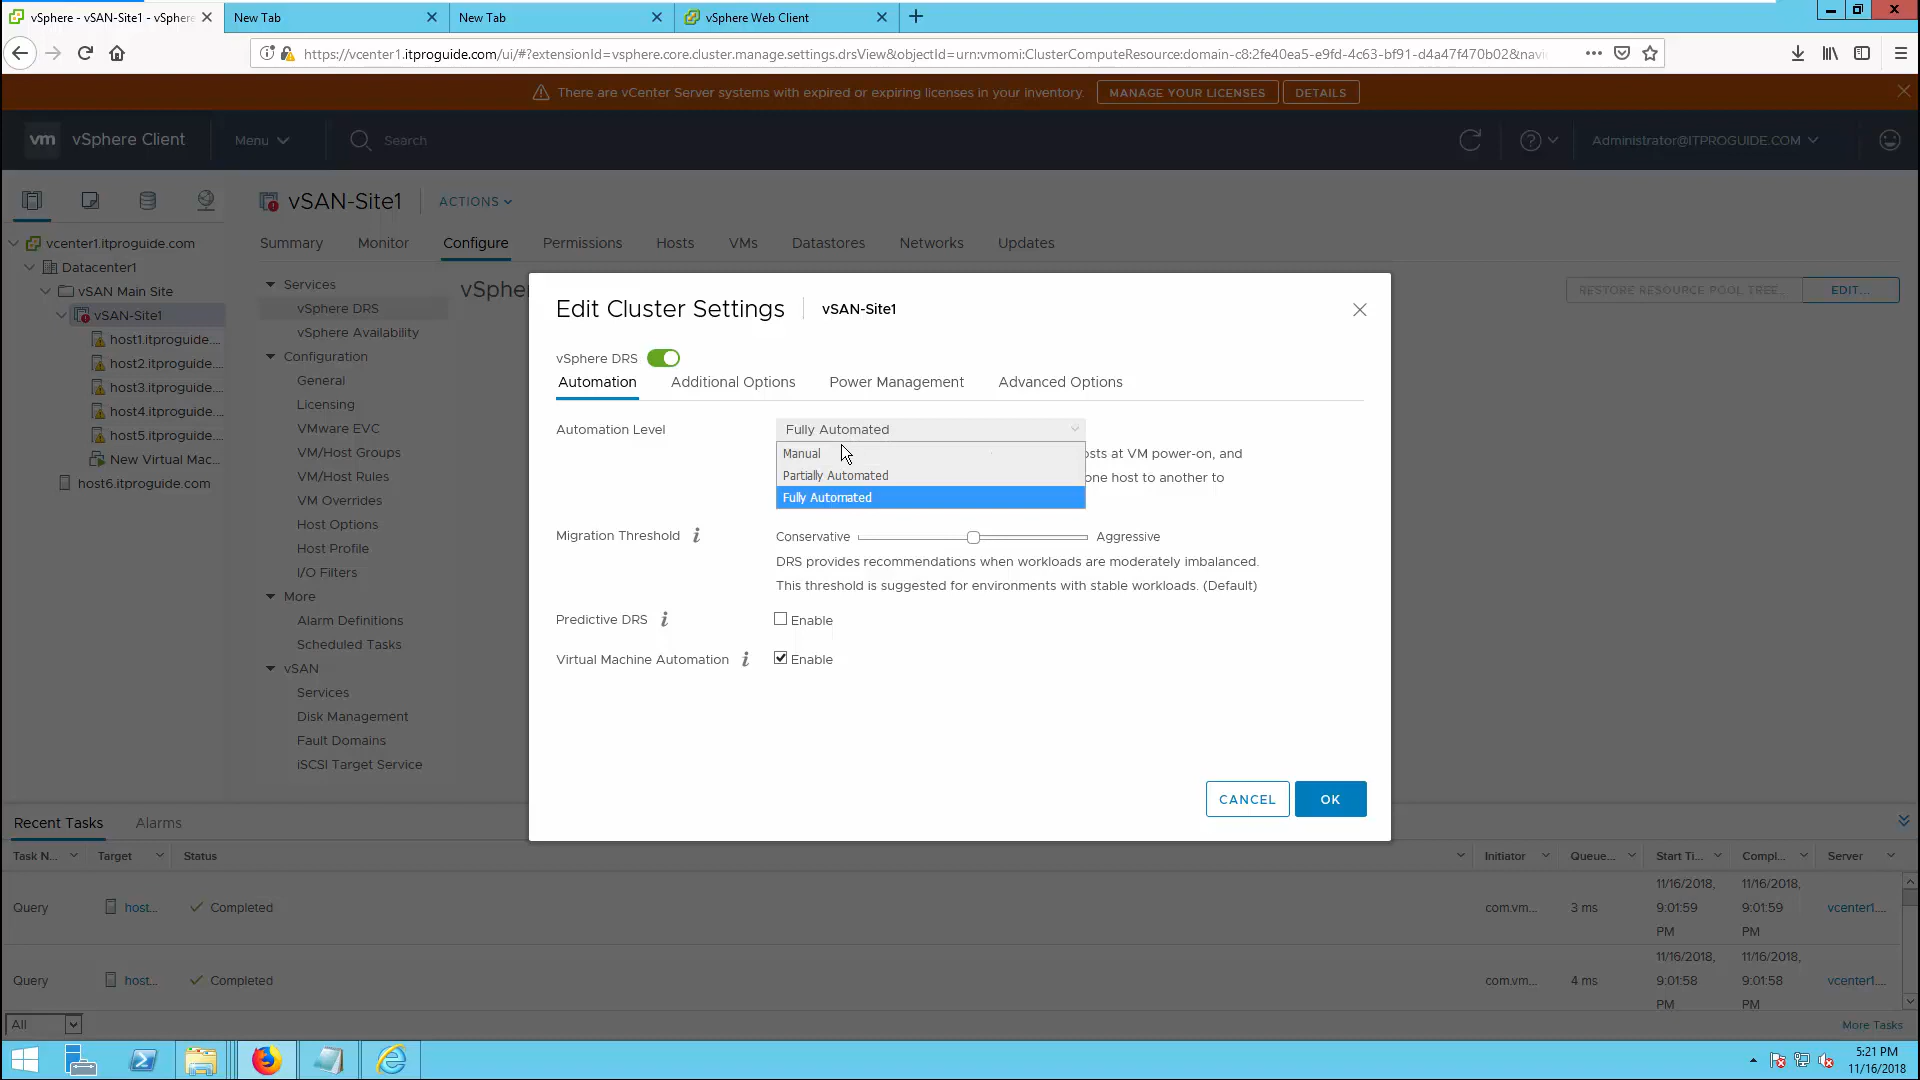 vSphere - vSAN-Site1 - vSphere
New Tab
New Tab
vSphere Web Client
https://vcenter1.itproguide.com/ui/#?extensionId=vsphere.core.cluster.manage.settings.drsView&objectId=urn:vmomi:ClusterComputeResource:domain-c8:2fe40ea5-e9fd-4c63-bf91-d4a47f470b02&navi
There are vCenter Server systems with expired or expiring licenses in your inventory.
MANAGE YOUR LICENSES
DETAILS
vm
vSphere Client
Menu
Search
Administrator@ITPROGUIDE.COM
vSAN-Site1
ACTIONS
Summary
Monitor
Configure
Permissions
Hosts
VMs
Datastores
Networks
Updates
vcenter1.itproguide.com
Datacenter1
vSAN Main Site
vSAN-Site1
host1.itproguide....
host2.itproguide....
host3.itproguide....
host4.itproguide....
host5.itproguide....
New Virtual Mac...
host6.itproguide.com
Services
vSphere DRS
vSphere Availability
Configuration
General
Licensing
VMware EVC
VM/Host Groups
VM/Host Rules
VM Overrides
Host Options
Host Profile
I/O Filters
More
Alarm Definitions
Scheduled Tasks
vSAN
Services
Disk Management
Fault Domains
iSCSI Target Service
vSpher
RESTORE RESOURCE POOL TREE...
EDIT...
Edit Cluster Settings
vSAN-Site1
vSphere DRS
Automation
Additional Options
Power Management
Advanced Options
Automation Level
Fully Automated
Manual
Partially Automated
Fully Automated
osts at VM power-on, and
one host to another to
Migration Threshold
Conservative
Aggressive
DRS provides recommendations when workloads are moderately imbalanced.
This threshold is suggested for environments with stable workloads. (Default)
Predictive DRS
Enable
Virtual Machine Automation
Enable
CANCEL
OK
Recent Tasks
Alarms
Task N...
Target
Status
Initiator
Queue...
Start Ti...
Compl...
Server
Query
host...
Completed
com.vm...
3 ms
11/16/2018,
9:01:59
PM
11/16/2018,
9:01:59
PM
vcenter1....
Query
host...
Completed
com.vm...
4 ms
11/16/2018,
9:01:58
PM
11/16/2018,
9:01:58
PM
vcenter1....
All
More Tasks
5:21 PM
11/16/2018